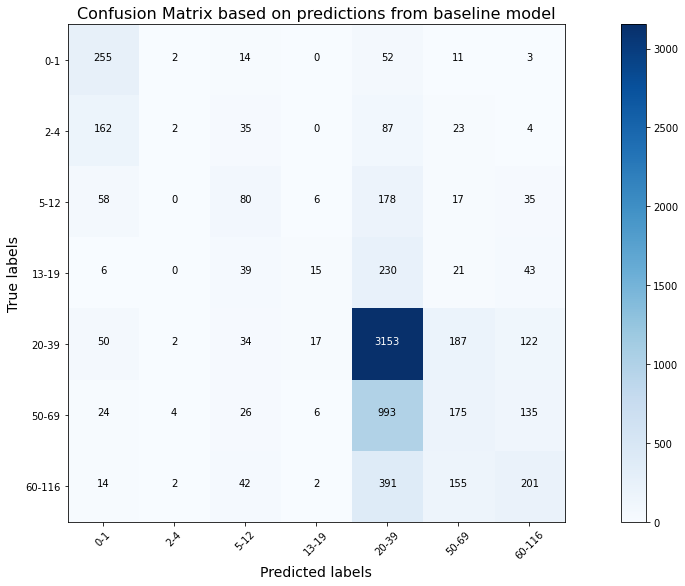 Confusion Matrix based on predictions from baseline model
0-1 255 2 14 0 52 11 3
2-4 162 2 35 0 87 23 4
5-12 58 0 80 6 178 17 35
13-19 6 0 39 15 230 21 43
20-39 50 2 34 17 3153 187 122
50-69 24 4 26 6 993 175 135
60-116 14 2 42 2 391 155 201
0-1 2-4 5-12 13-19 20-39 50-69 60-116
True labels
Predicted labels
3000
2500
2000
1500
1000
500
0